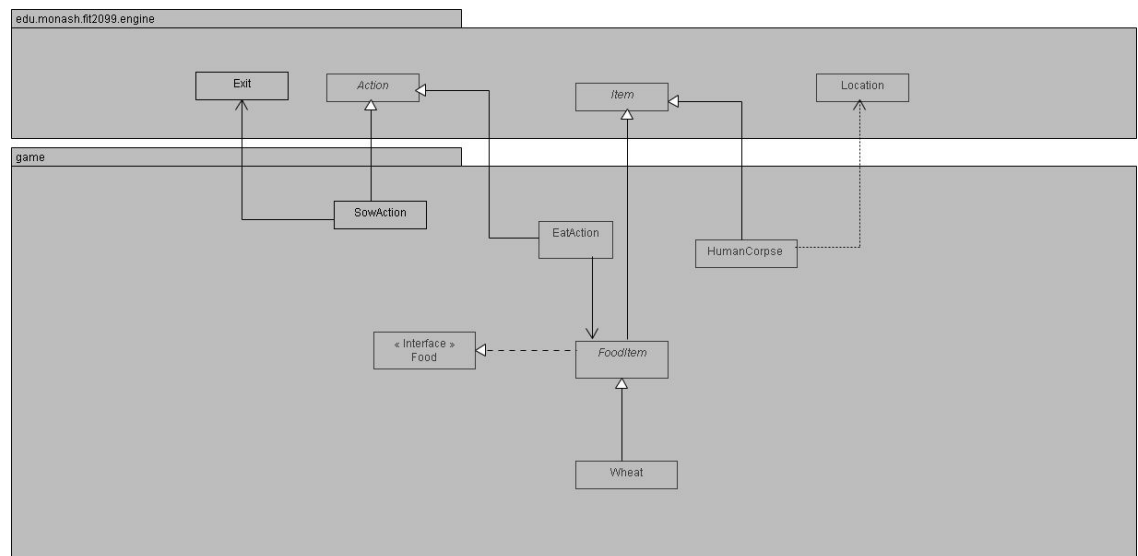 edu.monash.fit2099.engine
Exit
Action
Item
Location
game
SowAction
EatAction
HumanCorpse
« Interface »
Food
FoodItem
Wheat